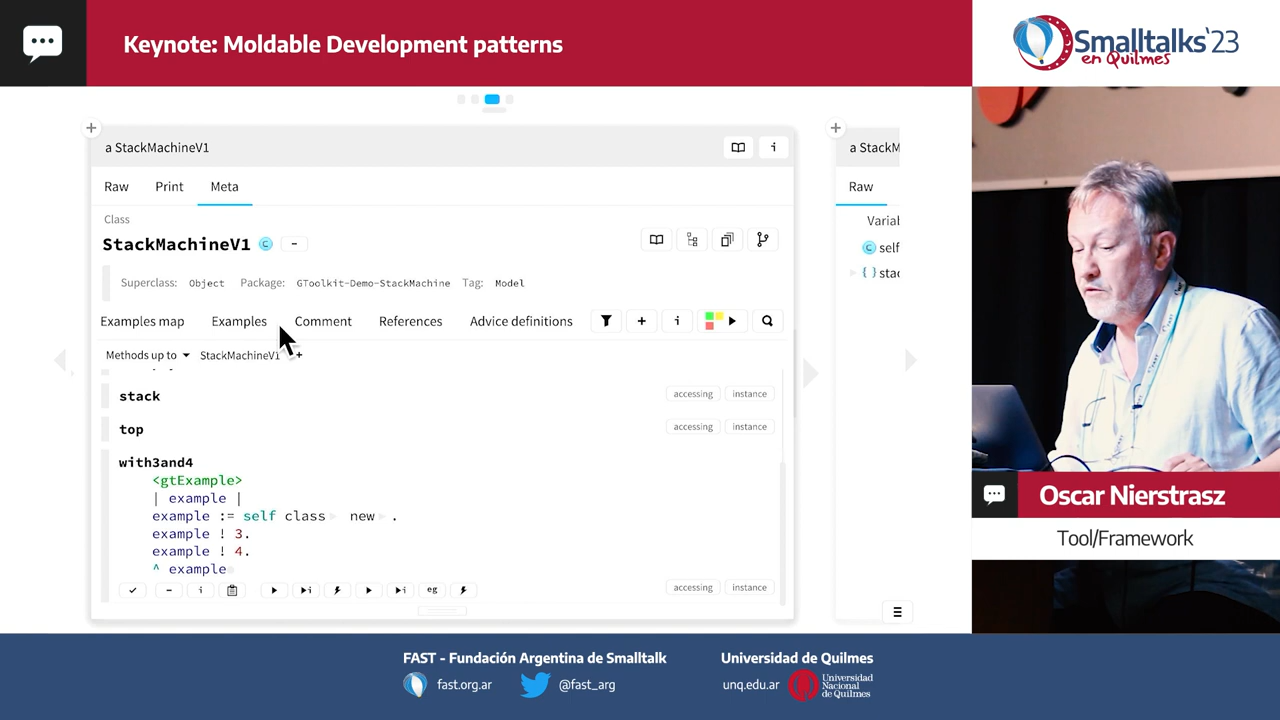 Keynote: Moldable Development patterns
Smalltalks'23
en Quilmes
a StackMachineV1
i
a StackM
Raw
Print
Meta
Raw
Class
Variab
StackMachineV1
C
-
self
Superclass: Object Package: GToolkit-Demo-StackMachine Tag: Model
{ } stac
Examples map
Examples
Comment
References
Advice definitions
+
i
Methods up to
StackMachineV1
+
stack
accessing
instance
top
accessing
instance
with3and4
<gtExample>
| example |
example := self class new .
example ! 3.
example ! 4.
^ example
i
eg
accessing
instance
Oscar Nierstrasz
Tool/Framework
FAST - Fundación Argentina de Smalltalk
fast.org.ar
@fast_arg
Universidad de Quilmes
unq.edu.ar
Universidad
Nacional
de Quilmes